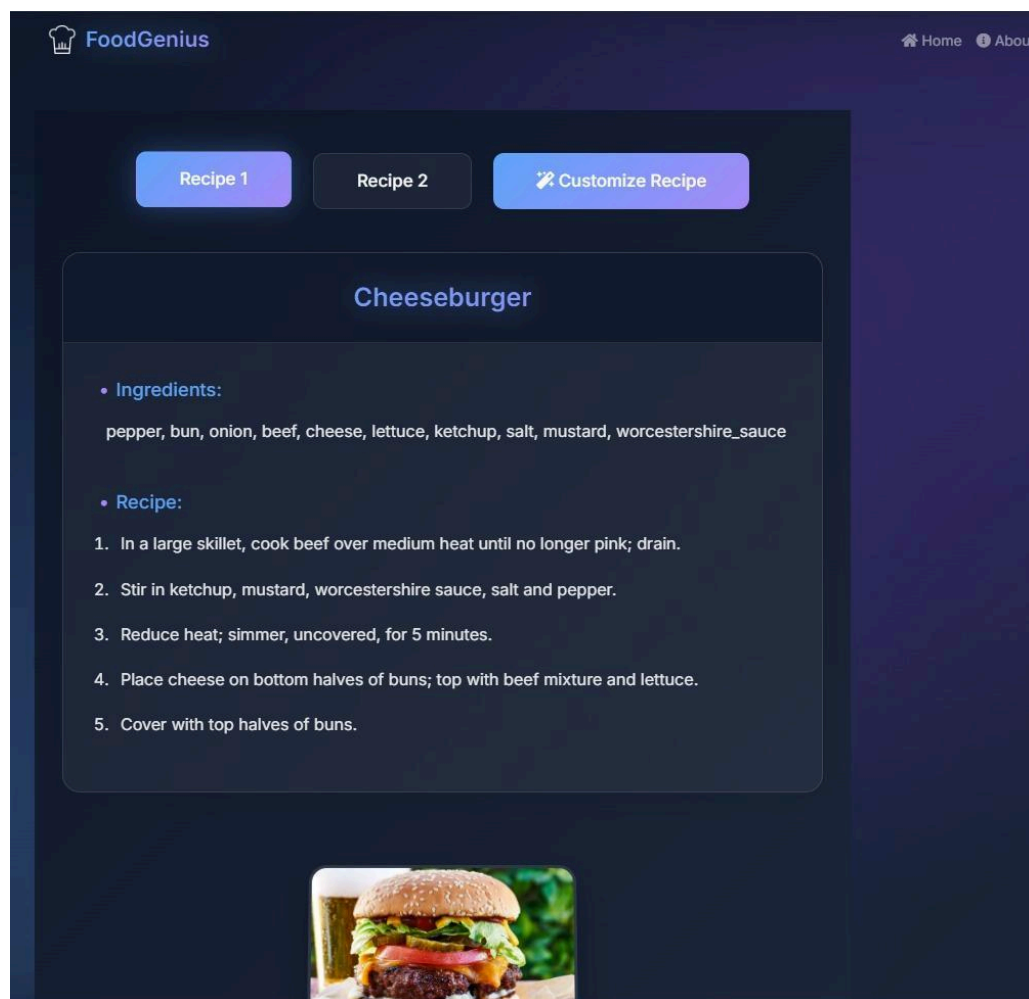 FoodGenius
Home Abou
Recipe 1
Recipe 2
Customize Recipe
Cheeseburger
• Ingredients:
pepper, bun, onion, beef, cheese, lettuce, ketchup, salt, mustard, worcestershire_sauce
• Recipe:
1. In a large skillet, cook beef over medium heat until no longer pink; drain.
2. Stir in ketchup, mustard, worcestershire sauce, salt and pepper.
3. Reduce heat; simmer, uncovered, for 5 minutes.
4. Place cheese on bottom halves of buns; top with beef mixture and lettuce.
5. Cover with top halves of buns.